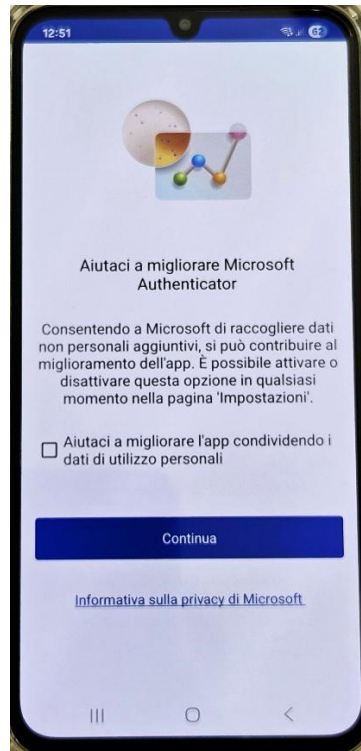 12:51
62
Aiutaci a migliorare Microsoft
Authenticator
Consentendo a Microsoft di raccogliere dati
non personali aggiuntivi, si può contribuire al
miglioramento dell'app. È possibile attivare o
disattivare questa opzione in qualsiasi
momento nella pagina 'Impostazioni'.
Aiutaci a migliorare l'app condividendo i
dati di utilizzo personali
Continua
Informativa sulla privacy di Microsoft